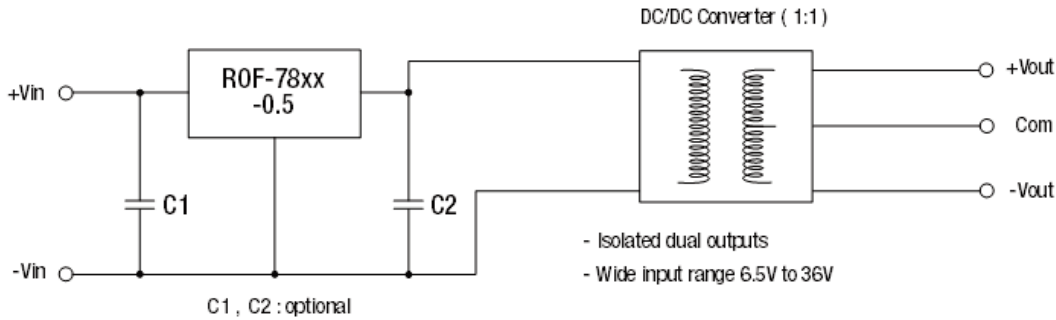 DC/DC Converter ( 1:1 )
R0F-78xx
-0.5
+Vin
+Vout
Com
-Vout
C1
C2
-Vin
- Isolated dual outputs
- Wide input range 6.5V to 36V
C1 , C2 : optional